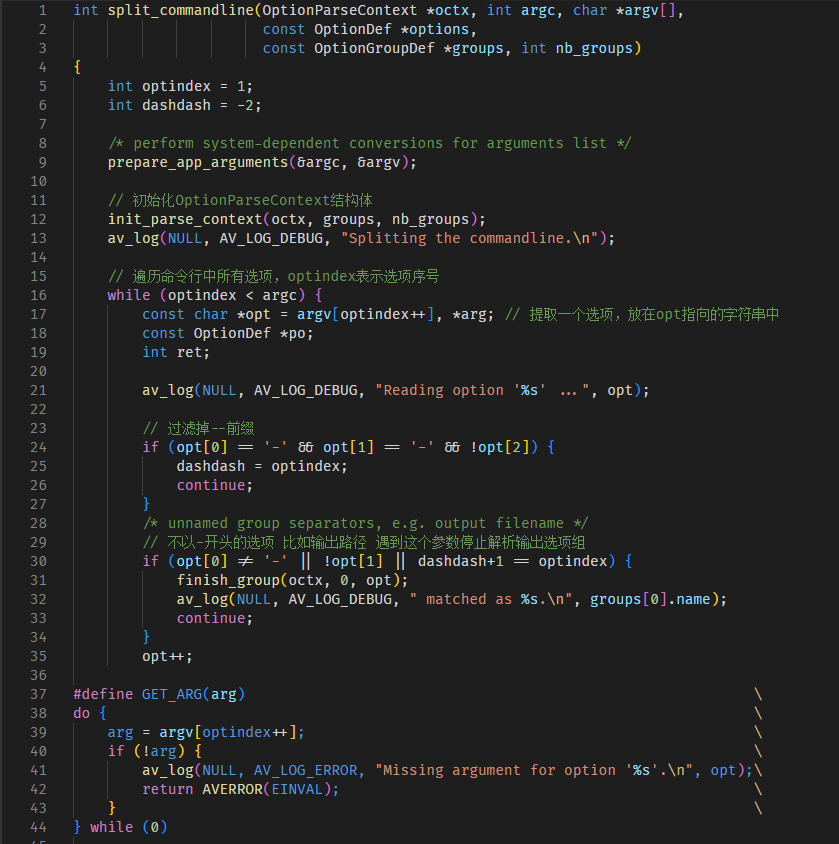 1 int split_commandline(OptionParseContext *octx, int argc, char *argv[],
2 const OptionDef *options,
3 const OptionGroupDef *groups, int nb_groups)
4 {
5 int optindex = 1;
6 int dashdash = -2;
7
8 /* perform system-dependent conversions for arguments list */
9 prepare_app_arguments(&argc, &argv);
10
11 // 初始化OptionParseContext结构体
12 init_parse_context(octx, groups, nb_groups);
13 av_log(NULL, AV_LOG_DEBUG, "Splitting the commandline.\n");
14
15 // 遍历命令行中所有选项，optindex表示选项序号
16 while (optindex < argc) {
17 const char *opt = argv[optindex++], *arg; // 提取一个选项，放在opt指向的字符串中
18 const OptionDef *po;
19 int ret;
20
21 av_log(NULL, AV_LOG_DEBUG, "Reading option '%s' ...", opt);
22
23 // 过滤掉--前缀
24 if (opt[0] == '-' && opt[1] == '-' && !opt[2]) {
25 dashdash = optindex;
26 continue;
27 }
28 /* unnamed group separators, e.g. output filename */
29 // 不以-开头的选项 比如输出路径 遇到这个参数停止解析输出选项组
30 if (opt[0] != '-' || !opt[1] || dashdash+1 == optindex) {
31 finish_group(octx, 0, opt);
32 av_log(NULL, AV_LOG_DEBUG, " matched as %s.\n", groups[0].name);
33 continue;
34 }
35 opt++;
36
37 #define GET_ARG(arg) \
38 do { \
39 arg = argv[optindex++]; \
40 if (!arg) { \
41 av_log(NULL, AV_LOG_ERROR, "Missing argument for option '%s'.\n", opt);\
42 return AVERROR(EINVAL); \
43 } \
44 } while (0)